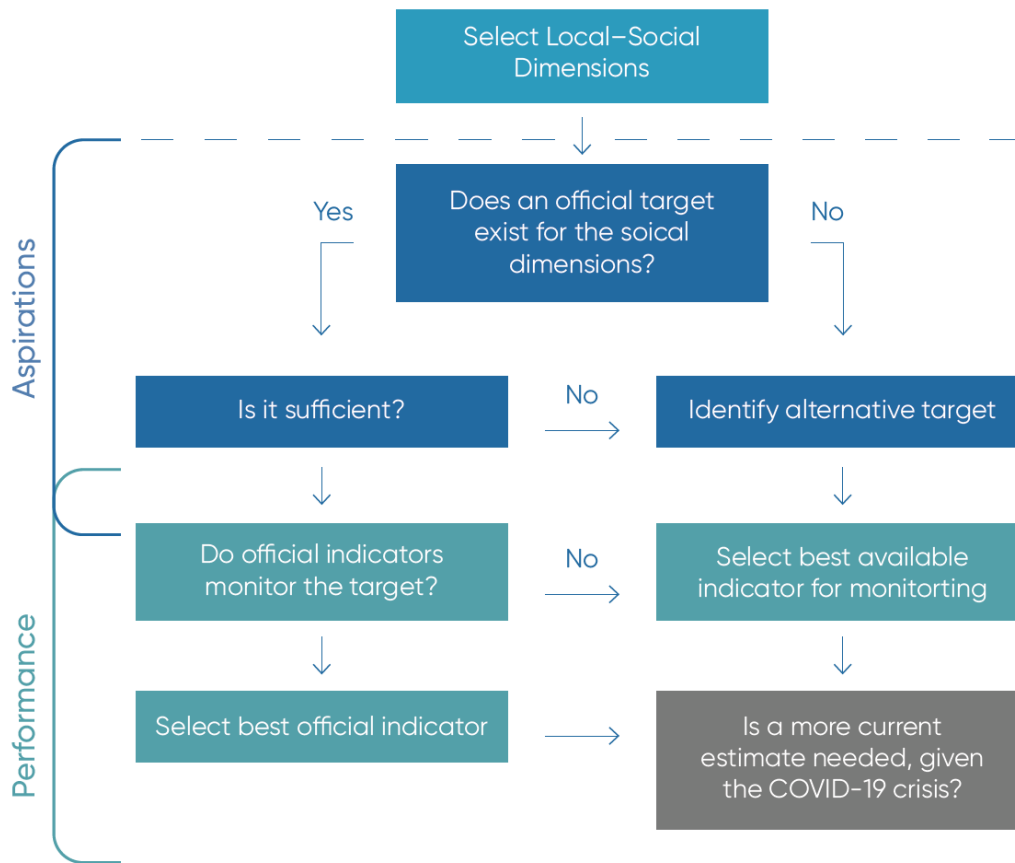 Select Local–Social
Dimensions
Does an official target
exist for the soical
dimensions?
Yes
No
Aspirations
Is it sufficient?
No
Identify alternative target
Do official indicators
monitor the target?
No
Select best available
indicator for monitorting
Performance
Select best official indicator
Is a more current
estimate needed, given
the COVID-19 crisis?